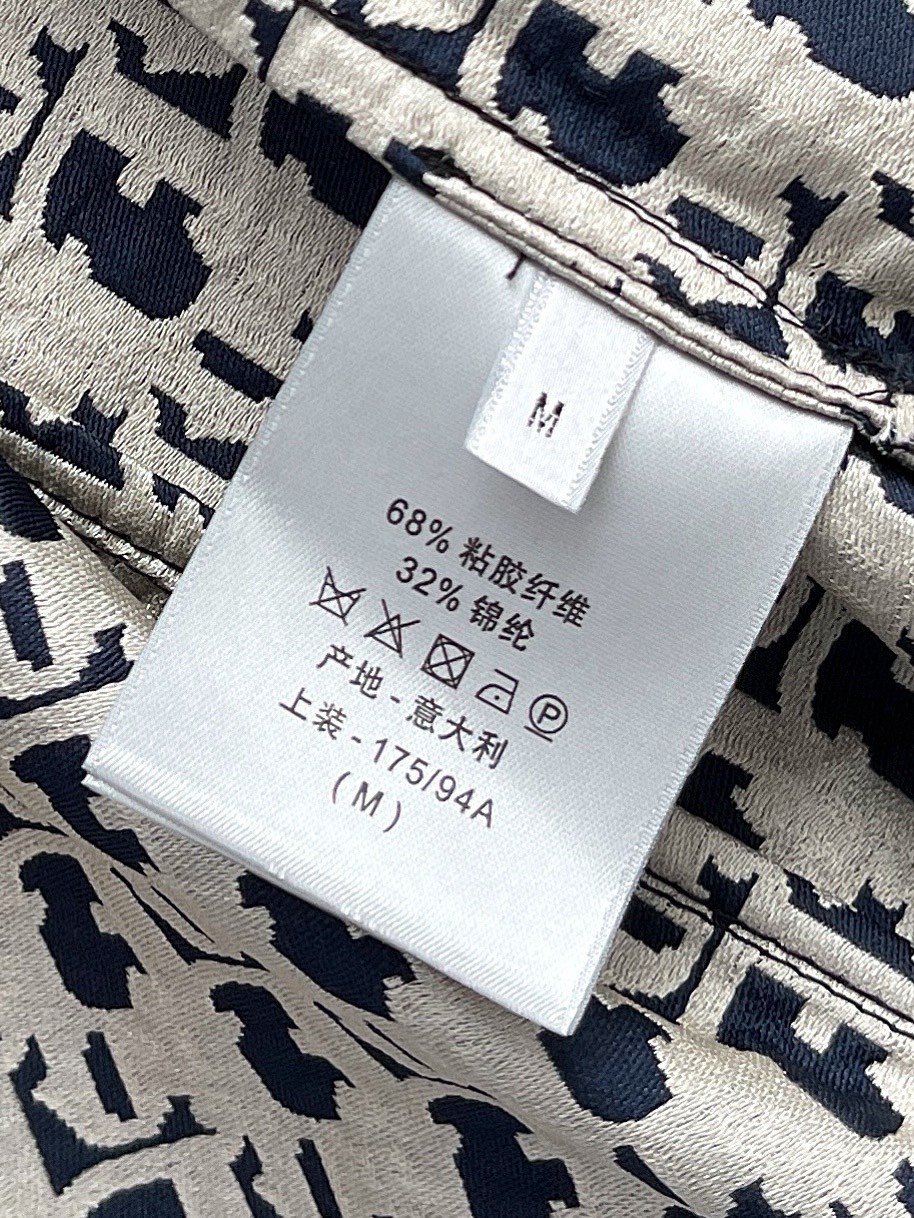 M
68% 粘胶纤维
32% 锦纶
P
产地 - 意大利
上装 - 175/94A
(M)